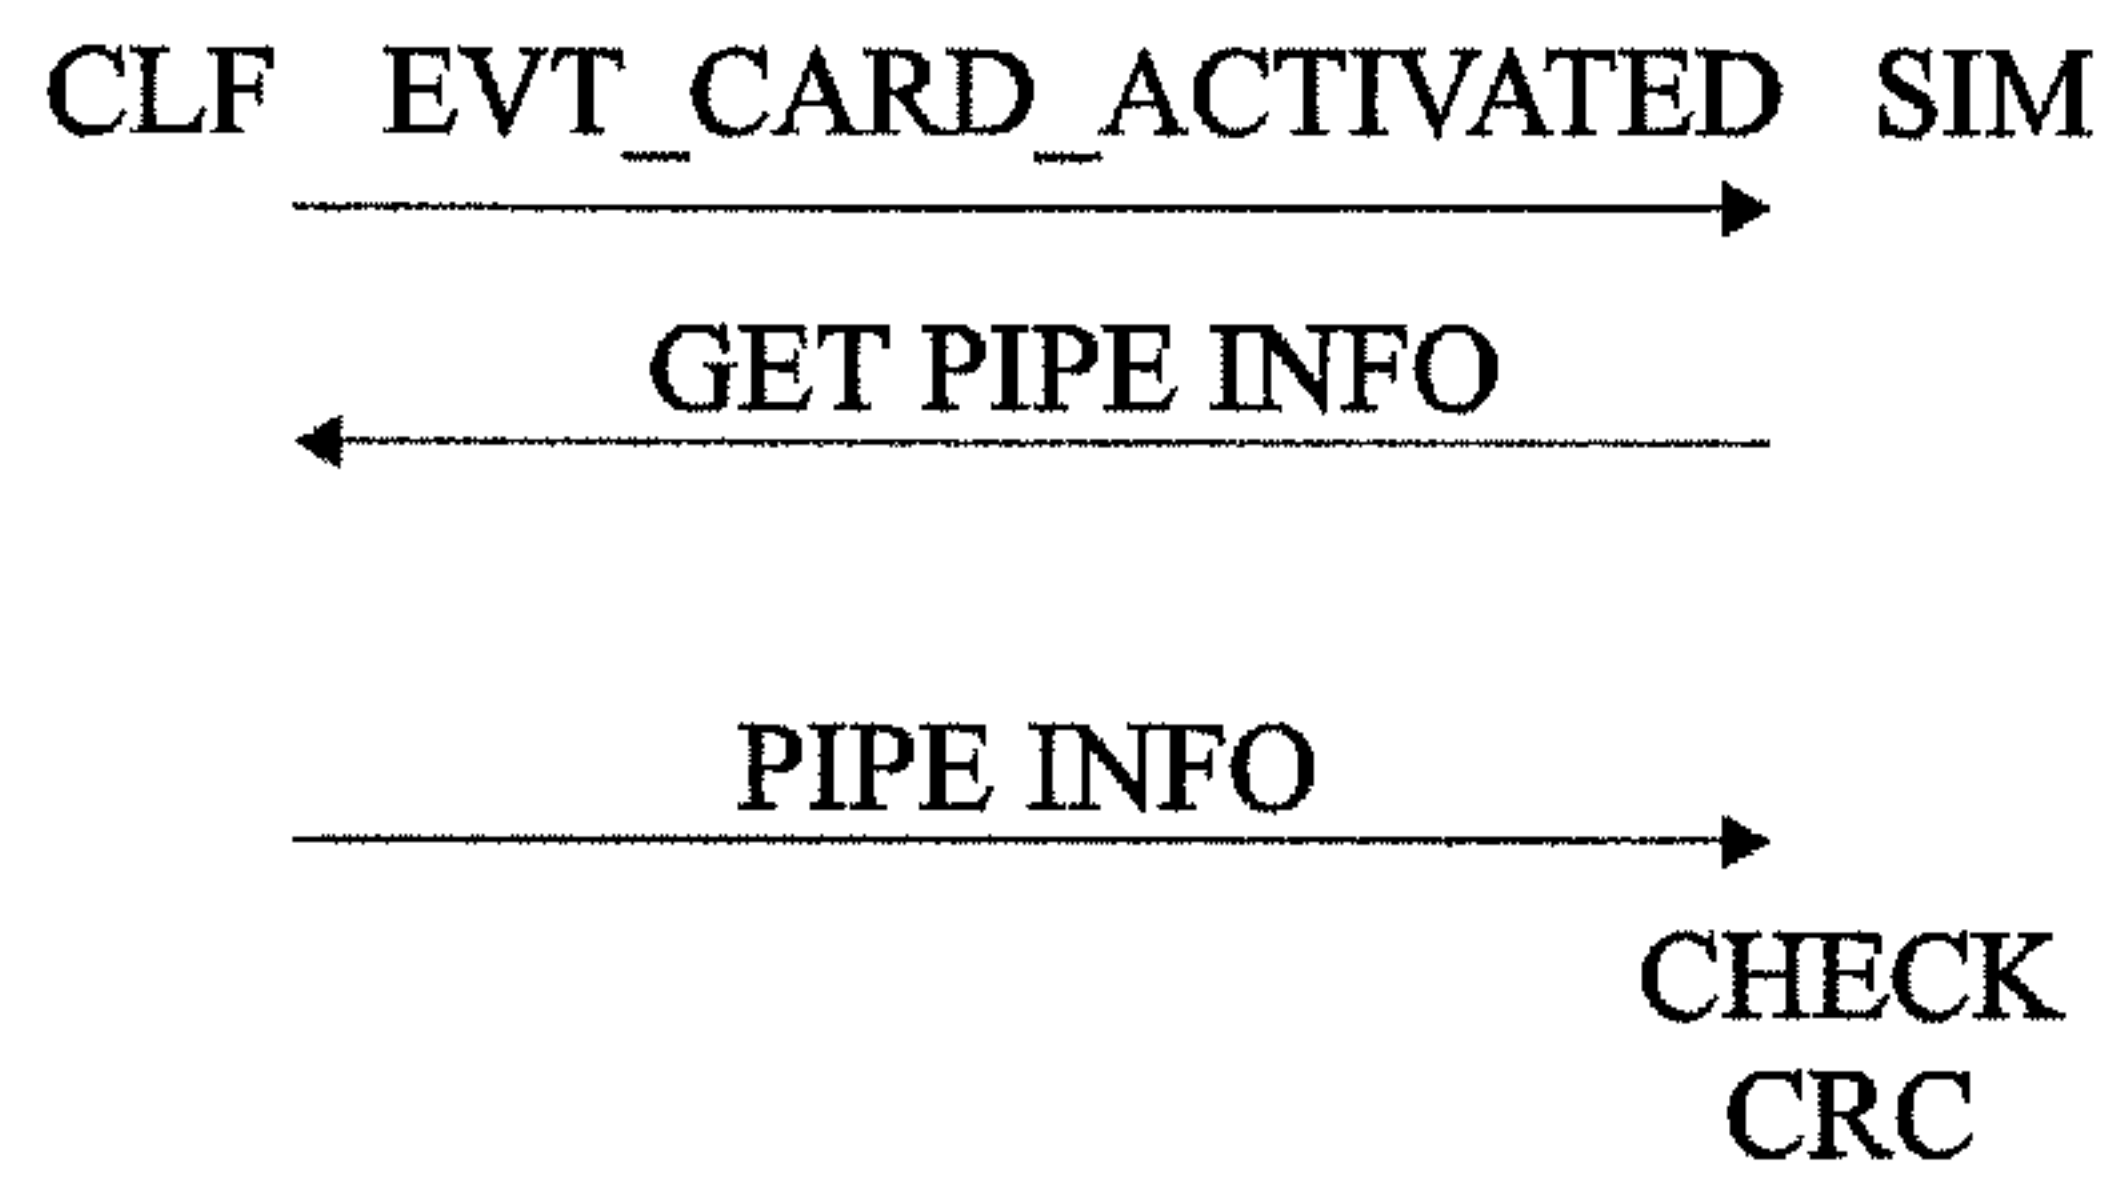 CLF EVT_CARD_ACTIVATED SIM
GET PIPE INFO
PIPE INFO
CHECK
CRC